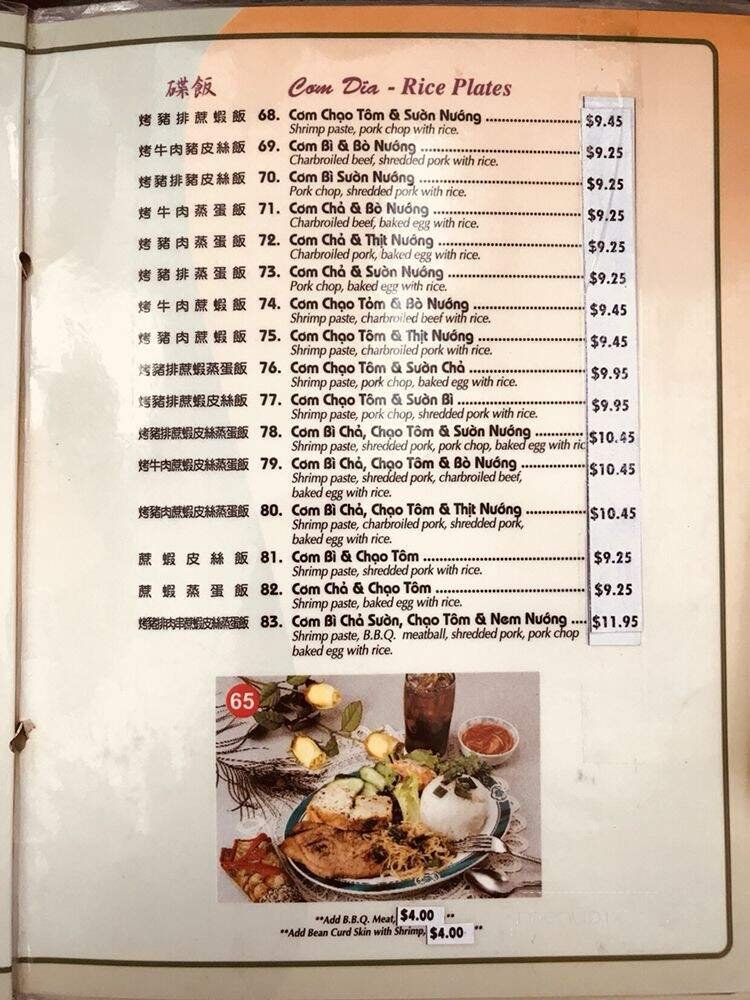 碟飯 Cơm Dĩa - Rice Plates
烤豬排蔗蝦飯 68. Cơm Chạo Tôm & Sườn Nướng $9.45
Shrimp paste, pork chop with rice.
烤牛肉豬皮絲飯 69. Cơm Bì & Bò Nướng $9.25
Charbroiled beef, shredded pork with rice.
烤豬排豬皮絲飯 70. Cơm Bì Sườn Nướng $9.25
Pork chop, shredded pork with rice.
烤牛肉蒸蛋飯 71. Cơm Chả & Bò Nướng $9.25
Charbroiled beef, baked egg with rice.
烤豬肉蒸蛋飯 72. Cơm Chả & Thịt Nướng $9.25
Charbroiled pork, baked egg with rice.
烤豬排蒸蛋飯 73. Cơm Chả & Sườn Nướng $9.25
Pork chop, baked egg with rice.
烤牛肉蔗蝦飯 74. Cơm Chạo Tỏm & Bò Nướng $9.45
Shrimp paste, charbroiled beef with rice.
烤豬肉蔗蝦飯 75. Cơm Chạo Tôm & Thịt Nướng $9.45
Shrimp paste, charbroiled pork with rice.
烤豬排蔗蝦蒸蛋飯 76. Cơm Chạo Tôm & Sườn Chả $9.95
Shrimp paste, pork chop, baked egg with rice.
烤豬排蔗蝦皮絲飯 77. Cơm Chạo Tôm & Sườn Bì $9.95
Shrimp paste, pork chop, shredded pork with rice.
烤豬排蔗蝦皮絲蒸蛋飯 78. Cơm Bì Chả, Chạo Tôm & Sườn Nướng $10.45
Shrimp paste, shredded pork, pork chop, baked egg with ric
烤牛肉蔗蝦皮絲蒸蛋飯 79. Cơm Bì Chả, Chạo Tôm & Bò Nướng $10.45
Shrimp paste, shredded pork, charbroiled beef,
baked egg with rice.
烤豬肉蔗蝦皮絲蒸蛋飯 80. Cơm Bì Chả, Chạo Tôm & Thịt Nướng $10.45
Shrimp paste, charbroiled pork, shredded pork,
baked egg with rice.
蔗蝦皮絲飯 81. Cơm Bì & Chạo Tôm $9.25
Shrimp paste, shredded pork with rice.
蔗蝦蒸蛋飯 82. Cơm Chả & Chạo Tôm $9.25
Shrimp paste, baked egg with rice.
烤豬排肉串蔗蝦皮絲蒸蛋飯 83. Cơm Bì Chả Sườn, Chạo Tôm & Nem Nướng $11.95
Shrimp paste, B.B.Q. meatball, shredded pork, pork chop
baked egg with rice.
65
**Add B.B.Q. Meat, $4.00 **
**Add Bean Curd Skin with Shrimp, $4.00 **